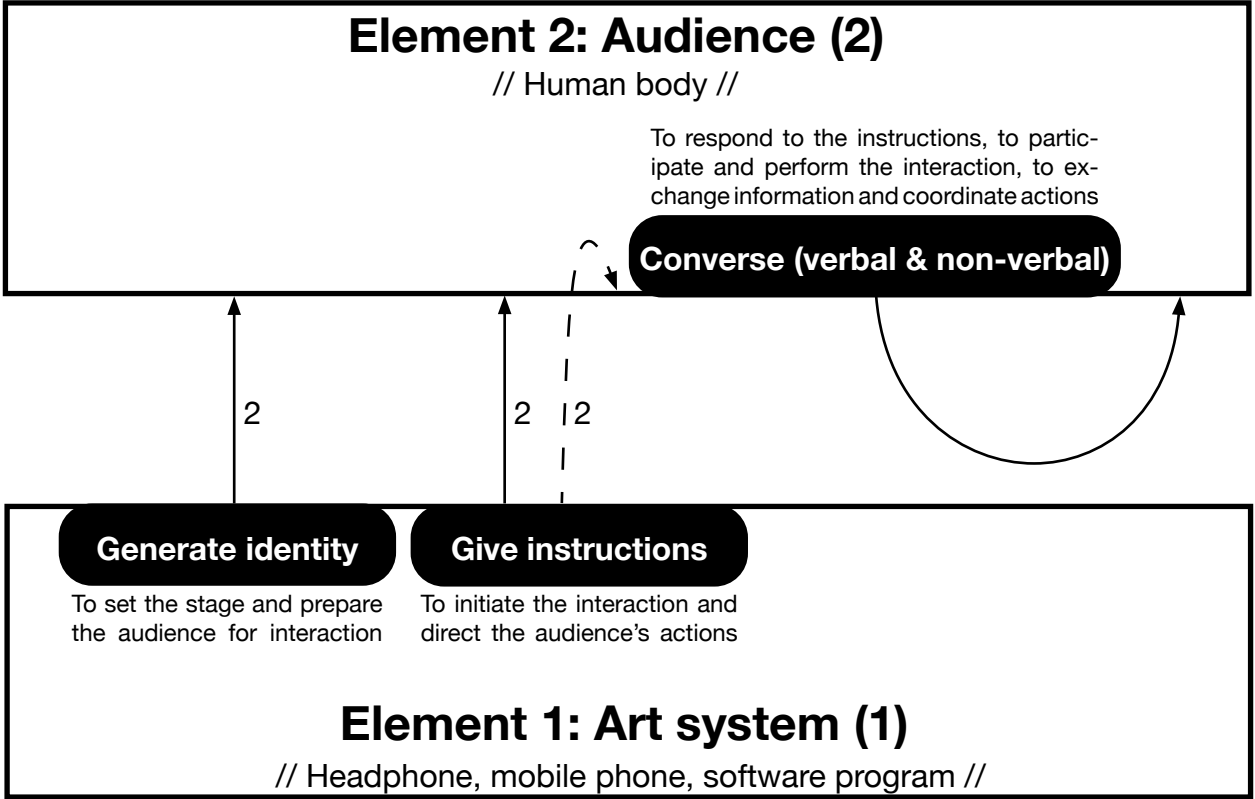 Element 2: Audience (2)
// Human body //
To respond to the instructions, to partic-
ipate and perform the interaction, to ex-
change information and coordinate actions
Converse (verbal & non-verbal)
2
2
2
Generate identity
To set the stage and prepare
the audience for interaction
Give instructions
To initiate the interaction and
direct the audience's actions
Element 1: Art system (1)
// Headphone, mobile phone, software program //